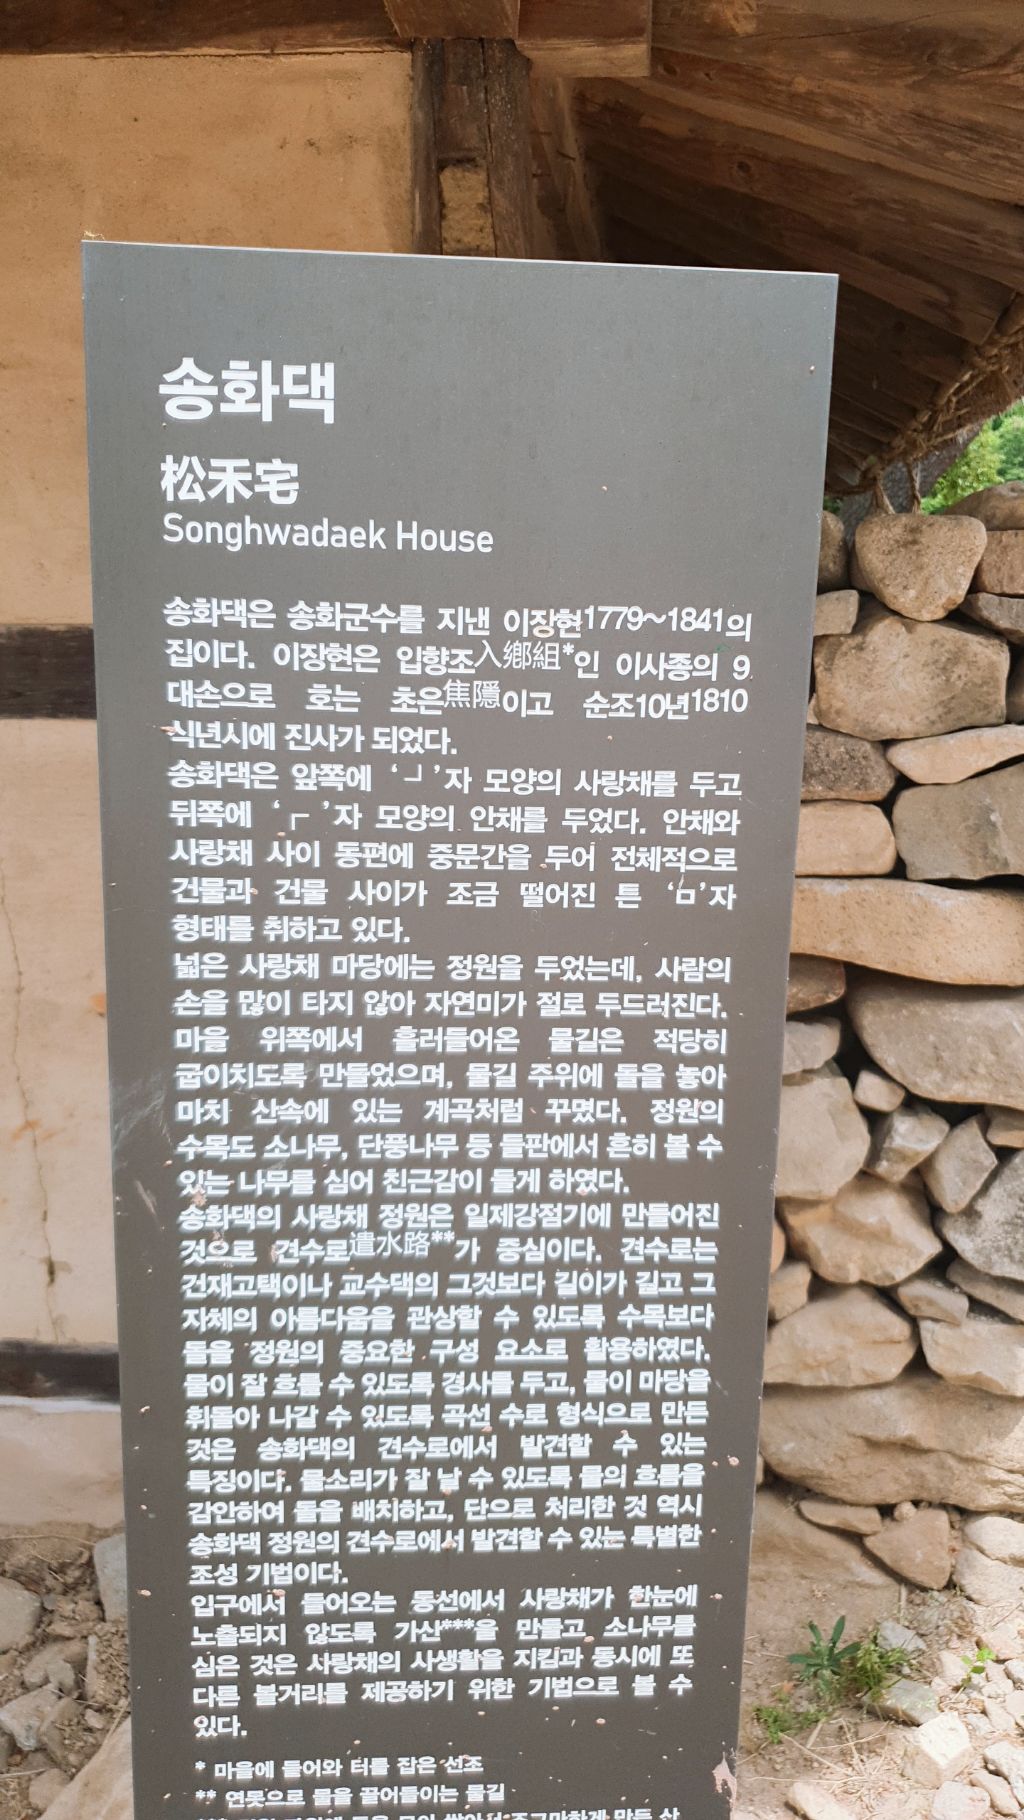 송화댁
松禾宅
Songhwadaek House
송화댁은 송화군수를 지낸 이장현1779~1841의
집이다. 이장현은 입향조入鄕組*인 이사종의 9
대손으로 호는 초은焦隱이고 순조10년1810
식년시에 진사가 되었다.
송화댁은 앞쪽에 ‘┘’자 모양의 사랑채를 두고
뒤쪽에 ‘┌’자 모양의 안채를 두었다. 안채와
사랑채 사이 동편에 중문간을 두어 전체적으로
건물과 건물 사이가 조금 떨어진 튼 ‘ㅁ’자
형태를 취하고 있다.
넓은 사랑채 마당에는 정원을 두었는데, 사람의
손을 많이 타지 않아 자연미가 절로 두드러진다.
마을 위쪽에서 흘러들어온 물길은 적당히
굽이치도록 만들었으며, 물길 주위에 돌을 놓아
마치 산속에 있는 계곡처럼 꾸몄다. 정원의
수목도 소나무, 단풍나무 등 들판에서 흔히 볼 수
있는 나무를 심어 친근감이 들게 하였다.
송화댁의 사랑채 정원은 일제강점기에 만들어진
것으로 견수로遣水路**가 중심이다. 견수로는
건재고택이나 교수댁의 그것보다 길이가 길고 그
자체의 아름다움을 관상할 수 있도록 수목보다
돌을 정원의 중요한 구성 요소로 활용하였다.
물이 잘 흐를 수 있도록 경사를 두고, 물이 마당을
휘돌아 나갈 수 있도록 곡선 수로 형식으로 만든
것은 송화댁의 견수로에서 발견할 수 있는
특징이다. 물소리가 잘 날 수 있도록 물의 흐름을
감안하여 돌을 배치하고, 단으로 처리한 것 역시
송화댁 정원의 견수로에서 발견할 수 있는 특별한
조성 기법이다.
입구에서 들어오는 동선에서 사랑채가 한눈에
노출되지 않도록 가산***을 만들고 소나무를
심은 것은 사랑채의 사생활을 지킴과 동시에 또
다른 볼거리를 제공하기 위한 기법으로 볼 수
있다.
* 마을에 들어와 터를 잡은 선조
** 연못으로 물을 끌어들이는 물길